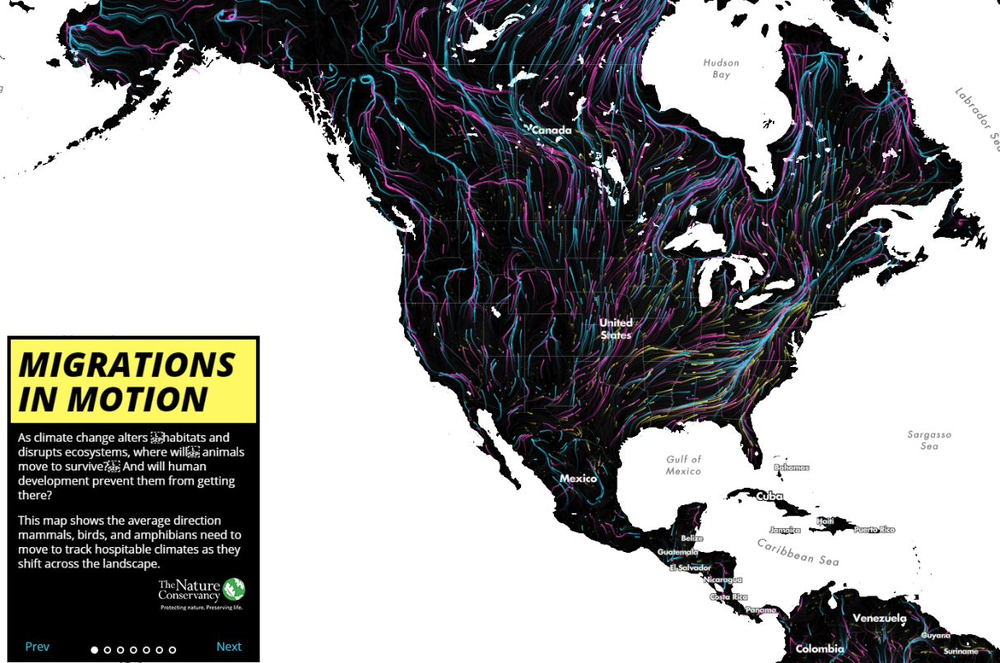 Hudson
Bay
Labrador Sea
g
Canada
United
States
MIGRATIONS
IN MOTION
As climate change alters habitats and
disrupts ecosystems, where will animals
move to survive? And will human
development prevent them from getting
there?
This map shows the average direction
mammals, birds, and amphibians need to
move to track hospitable climates as they
shift across the landscape.
The Nature
Conservancy
Protecting nature. Preserving life.
Prev
Next
Sargasso
Sea
Gulf of
Mexico
Mexico
Bahamas
Cuba
Haiti
Jamaica
Puerto Rico
Belize
Caribbean Sea
Guatemala
El Salvador
Nicaragua
Costa Rica
Panama
Venezuela
Guyana
Colombia
Suriname